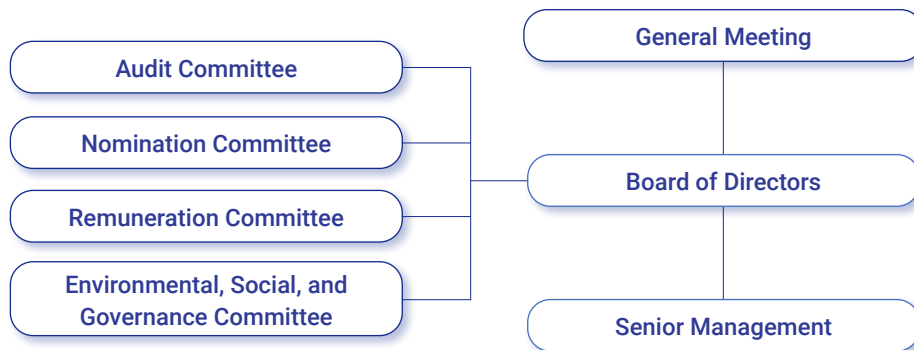 General Meeting
Audit Committee
Nomination Committee
Board of Directors
Remuneration Committee
Environmental, Social, and
Governance Committee
Senior Management